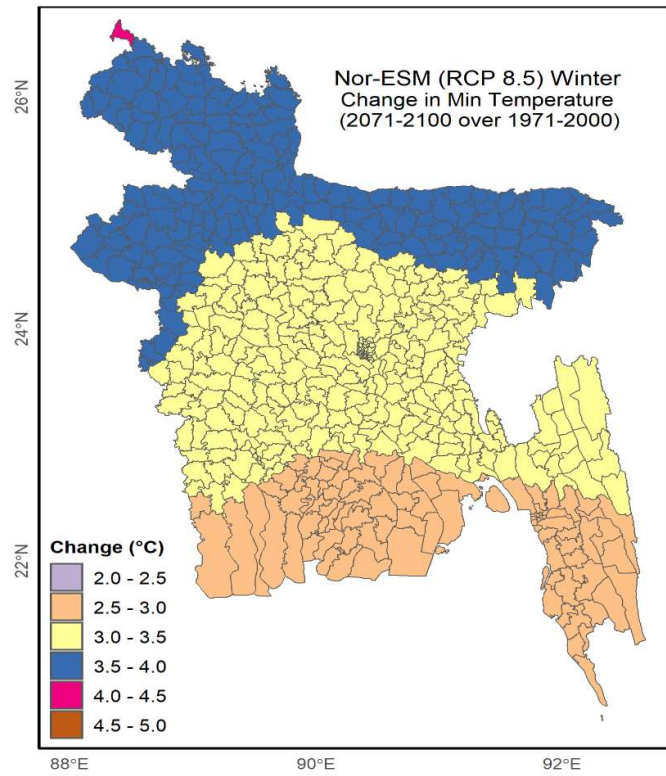 Nor-ESM (RCP 8.5) Winter
Change in Min Temperature
(2071-2100 over 1971-2000)
26°N
24°N
22°N
Change (°C)
2.0 - 2.5
2.5 - 3.0
3.0 - 3.5
3.5 - 4.0
4.0 - 4.5
4.5 - 5.0
88°E
90°E
92°E